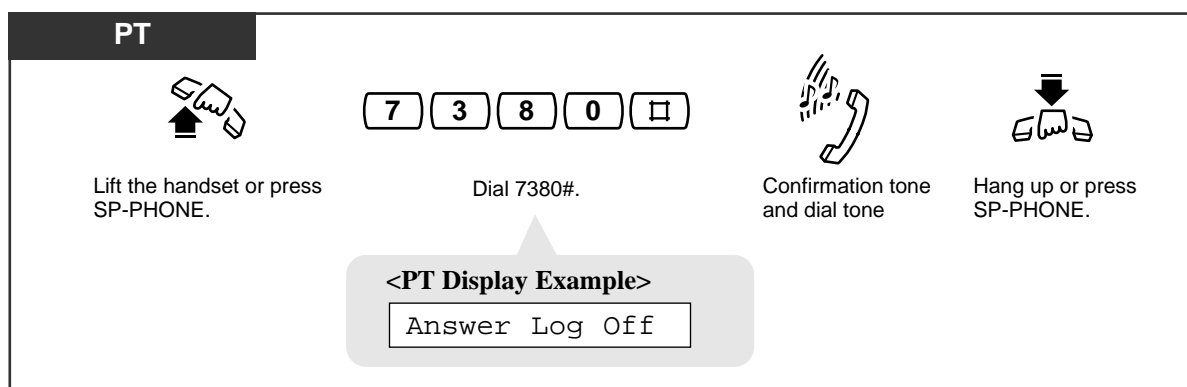 PT
7 3 8 0 #
Lift the handset or press
SP-PHONE.
Dial 7380#.
Confirmation tone
and dial tone
Hang up or press
SP-PHONE.
<PT Display Example>
Answer Log Off